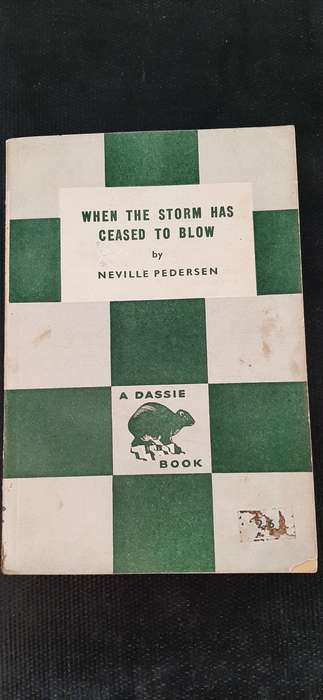 WHEN THE STORM HAS
CEASED TO BLOW
by
NEVILLE PEDERSEN
A DASSIE
BOOK